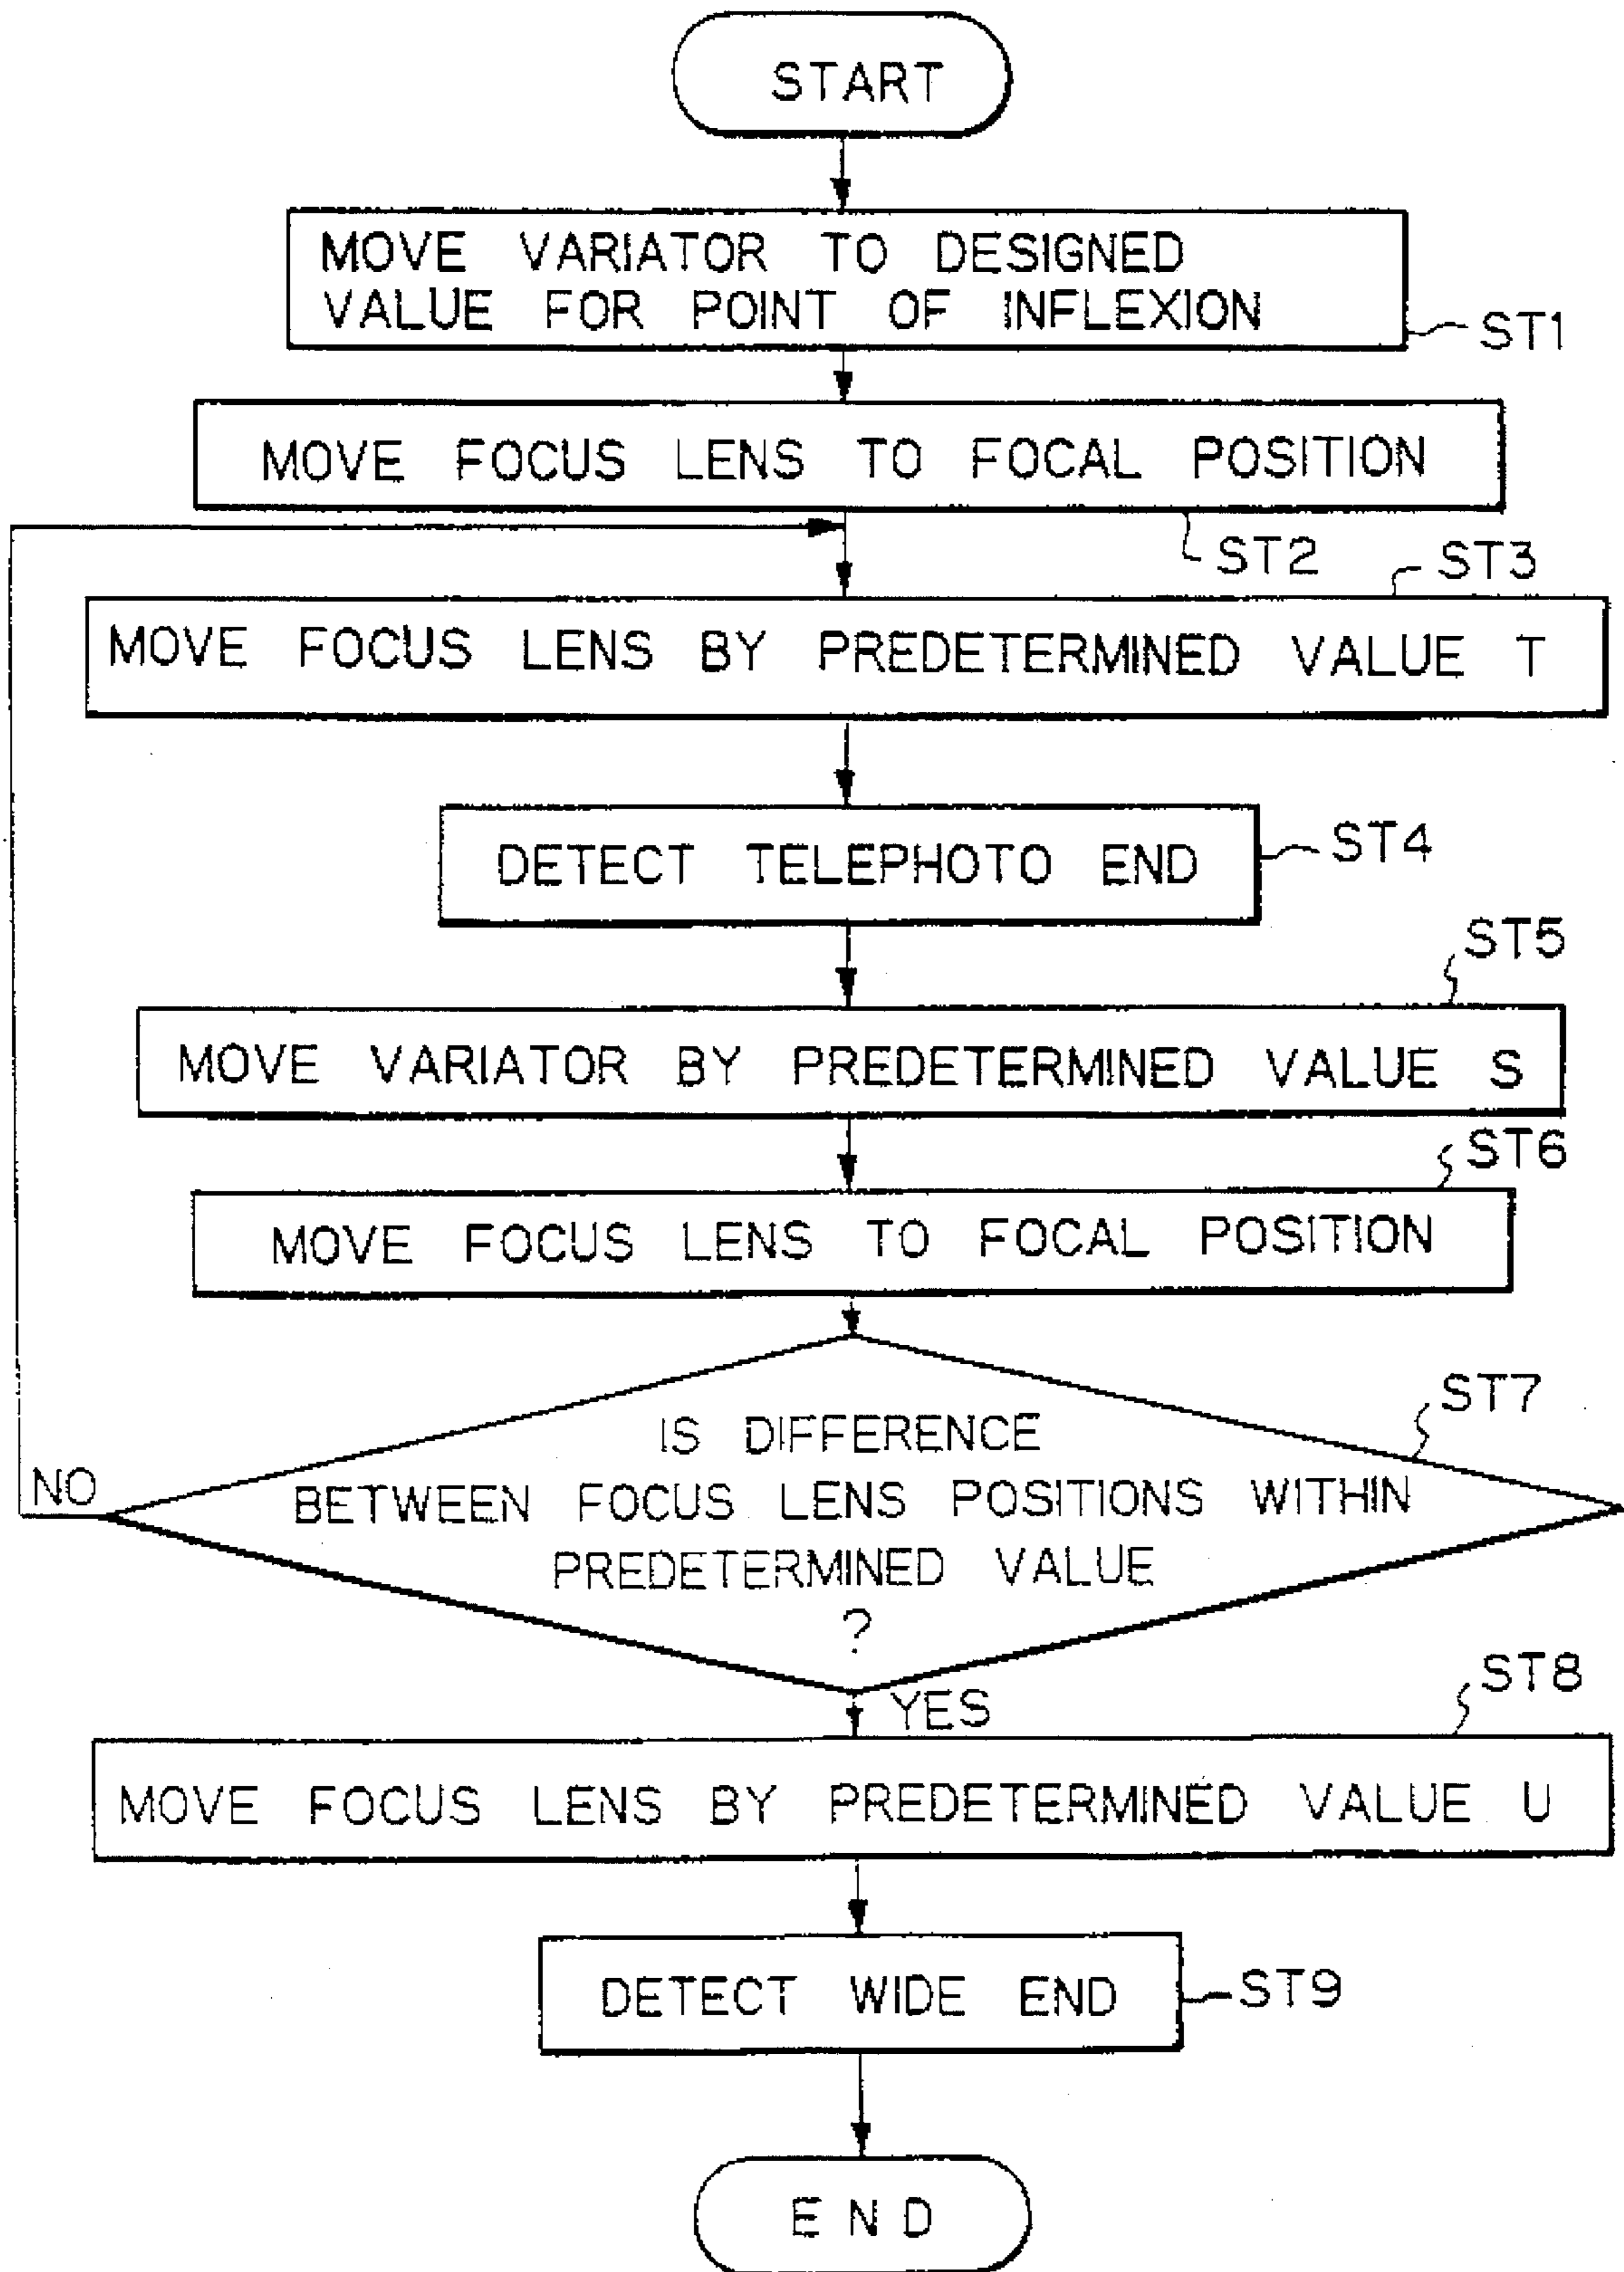 START
MOVE VARIATOR TO DESIGNED
VALUE FOR POINT OF INFLEXION
ST1
MOVE FOCUS LENS TO FOCAL POSITION
ST2
ST3
MOVE FOCUS LENS BY PREDETERMINED VALUE T
DETECT TELEPHOTO END
ST4
ST5
MOVE VARIATOR BY PREDETERMINED VALUE S
ST6
MOVE FOCUS LENS TO FOCAL POSITION
ST7
IS DIFFERENCE
BETWEEN FOCUS LENS POSITIONS WITHIN
PREDETERMINED VALUE
?
NO
YES
ST8
MOVE FOCUS LENS BY PREDETERMINED VALUE U
DETECT WIDE END
ST9
END